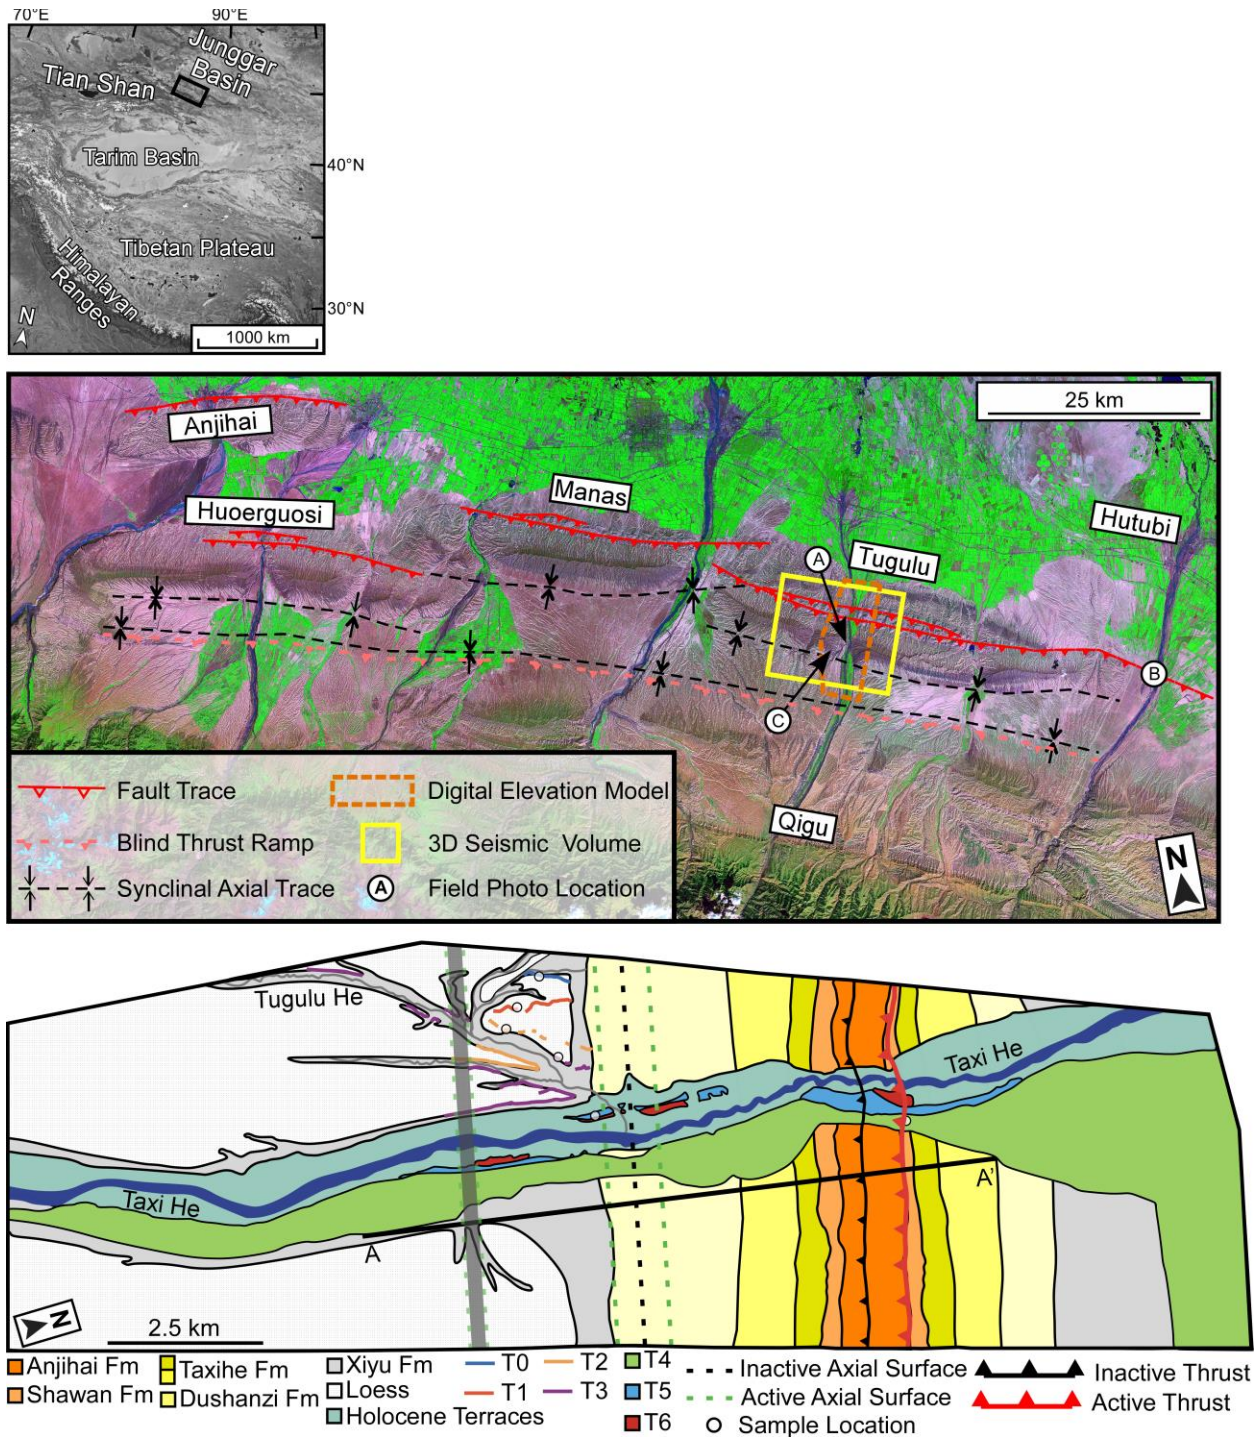 70°E
90°E
Junggar
Basin
Tian Shan
Tarim Basin
40°N
Tibetan Plateau
Himalayan
Ranges
30°N
N
1000 km
25 km
Anjihai
Manas
Huoerguosi
Hutubi
A
Tugulu
B
C
Qigu
N
Fault Trace
Digital Elevation Model
Blind Thrust Ramp
3D Seismic Volume
Synclinal Axial Trace
A
Field Photo Location
Tugulu He
Taxi He
Taxi He
A'
A
N
2.5 km
Anjihai Fm
Taxihe Fm
Xiyu Fm
T0
T2
T4
Inactive Axial Surface
Inactive Thrust
Shawan Fm
Dushanzi Fm
Loess
T1
T3
T5
Active Axial Surface
Active Thrust
Holocene Terraces
T6
Sample Location